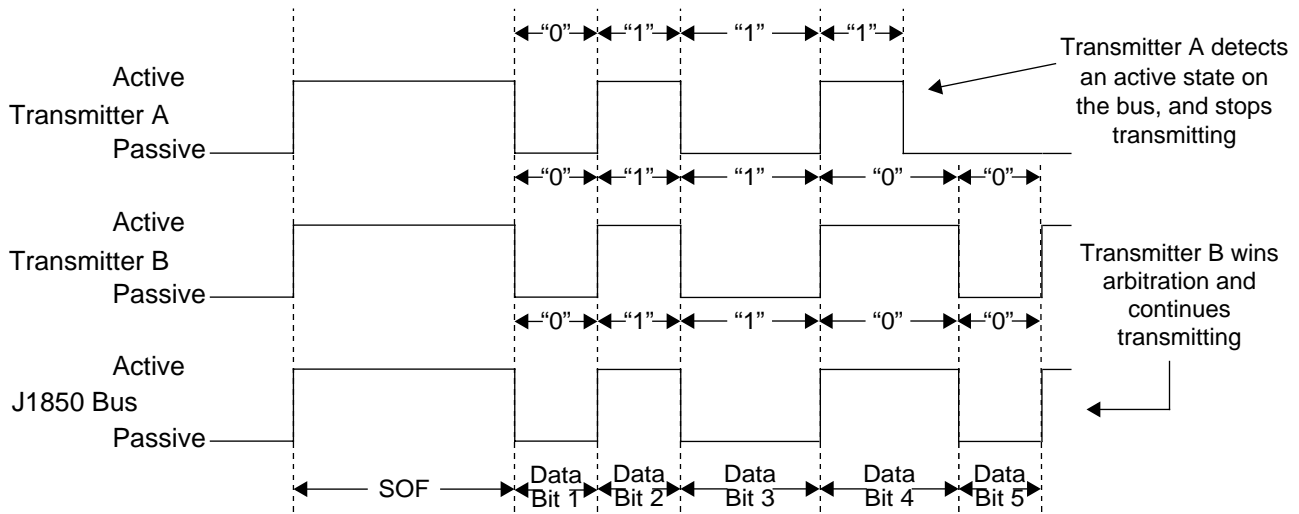 “0” “1” “1” “1”
Active
Transmitter A
Passive
Transmitter A detects
an active state on
the bus, and stops
transmitting
“0” “1” “1” “0” “0”
Active
Transmitter B
Passive
Transmitter B wins
arbitration and
continues
transmitting
“0” “1” “1” “0” “0”
Active
J1850 Bus
Passive
SOF
Data
Bit 1
Data
Bit 2
Data
Bit 3
Data
Bit 4
Data
Bit 5